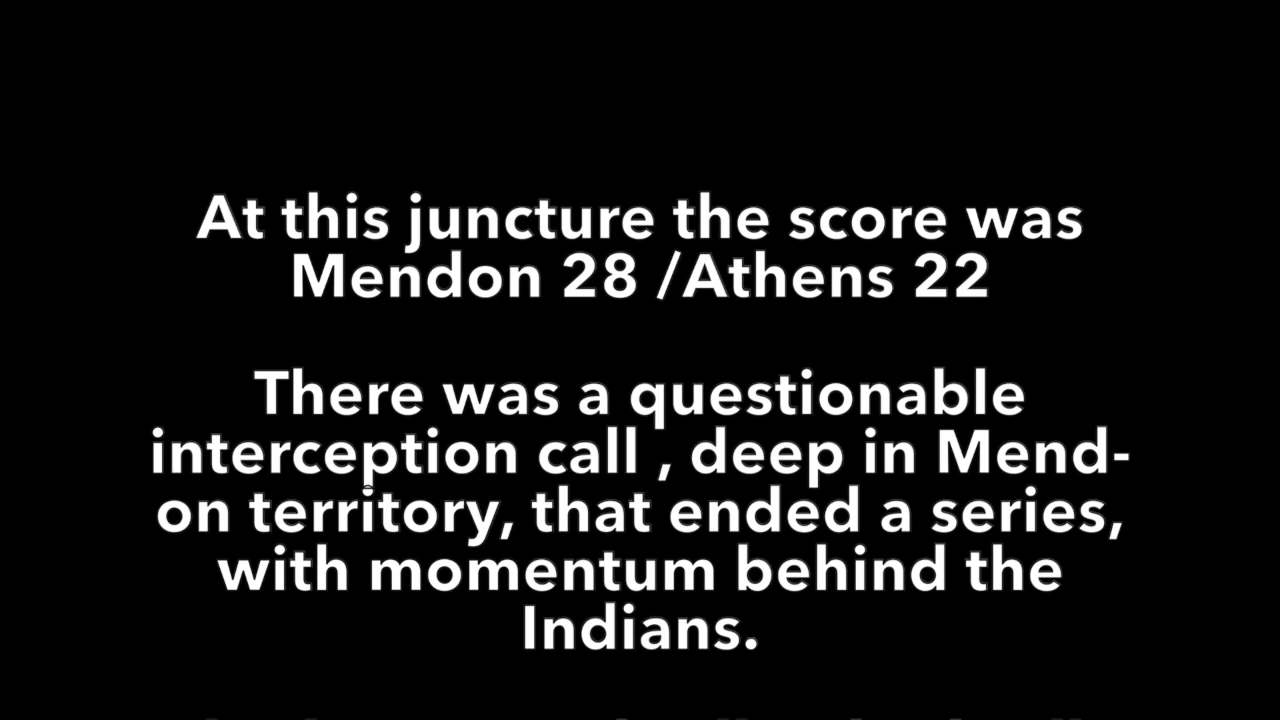 At this juncture the score was
Mendon 28 /Athens 22
There was a questionable
interception call , deep in Mend-
on territory, that ended a series,
with momentum behind the
Indians.